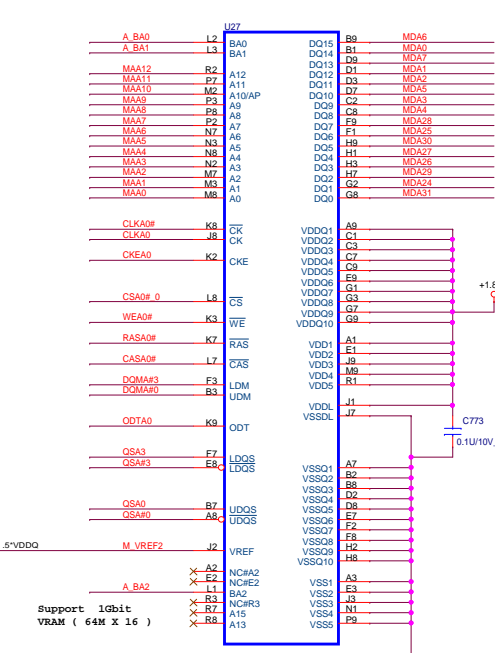 U27
A_BA0 L2 BA0 DQ15 B9 MDA6
A_BA1 L3 BA1 DQ14 B1 MDA0
DQ13 D9 MDA7
MAA12 R2 A12 DQ12 D1 MDA1
MAA11 P7 A11 DQ11 D3 MDA2
MAA10 M2 A10/AP DQ10 D7 MDA5
MAA9 P3 A9 DQ9 C2 MDA3
MAA8 P8 A8 DQ8 C8 MDA4
MAA7 P2 A7 DQ7 F9 MDA28
MAA6 N7 A6 DQ6 F1 MDA25
MAA5 N3 A5 DQ5 H9 MDA30
MAA4 N8 A4 DQ4 H1 MDA27
MAA3 N2 A3 DQ3 H3 MDA26
MAA2 M7 A2 DQ2 H7 MDA29
MAA1 M3 A1 DQ1 G2 MDA24
MAA0 M8 A0 DQ0 G8 MDA31
CLKA0# K8 CK VDDQ1 A9
CLKA0 J8 CK VDDQ2 C1
VDDQ3 C3
CKEA0 K2 CKE VDDQ4 C7
VDDQ5 C9
VDDQ6 E9
VDDQ7 G1
CSA0#_0 L8 CS VDDQ8 G3
VDDQ9 G7
WEA0# K3 WE VDDQ10 G9
+1.8
RASA0# K7 RAS VDD1 A1
VDD2 E1
CASA0# L7 CAS VDD3 J9
VDD4 M9
DQMA#3 F3 LDM VDD5 R1
DQMA#0 B3 UDM
VDDL J1
VSSDL J7
ODTA0 K9 ODT
C773
0.1U/10V
QSA3 F7 LDQS VSSQ1 A7
QSA#3 E8 LDQS VSSQ2 B2
VSSQ3 B8
VSSQ4 D2
QSA0 B7 UDQS VSSQ5 D8
QSA#0 A8 UDQS VSSQ6 E7
VSSQ7 F2
VSSQ8 F8
.5*VDDQ M_VREF2 J2 VREF VSSQ9 H2
VSSQ10 H8
A2 NC#A2
E2 NC#E2 VSS1 A3
A_BA2 L1 BA2 VSS2 E3
R3 NC#R3 VSS3 J3
Support 1Gbit R7 A15 VSS4 N1
VRAM ( 64M X 16 ) R8 A13 VSS5 P9